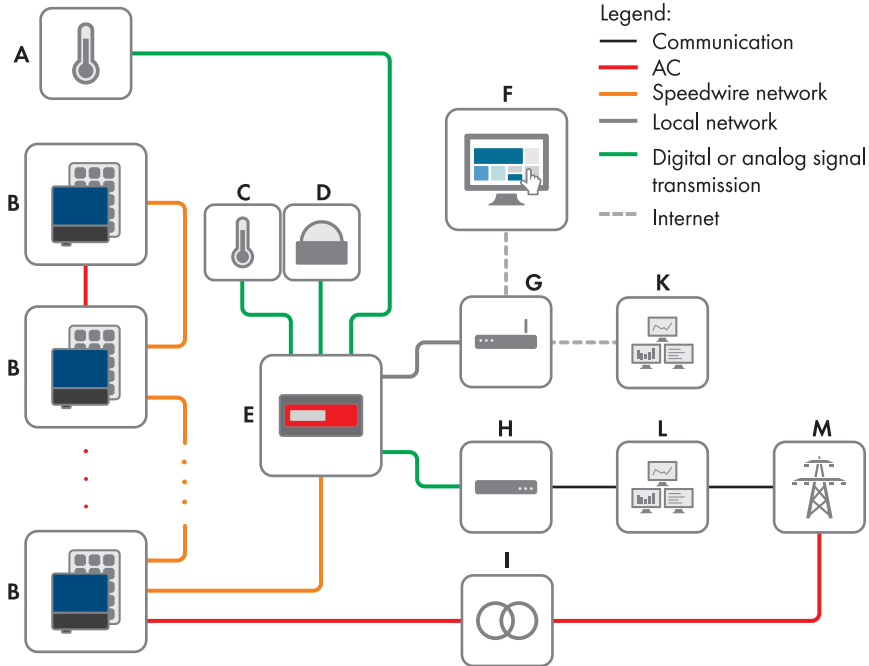 Legend:
Communication
AC
Speedwire network
Local network
Digital or analog signal
transmission
Internet
A
F
B
C
D
G
K
B
E
H
L
M
I
B